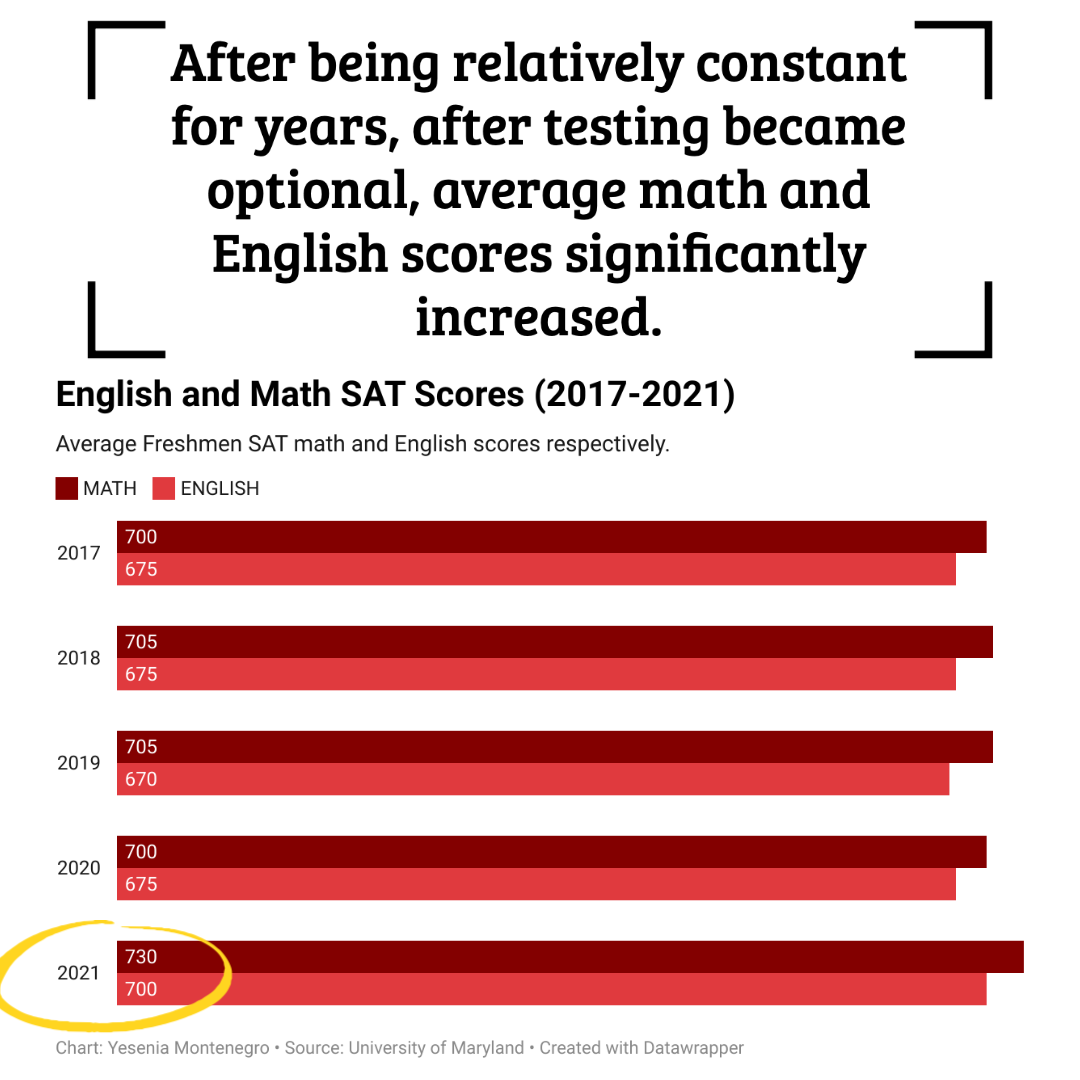 After being relatively constant
for years, after testing became
optional, average math and
English scores significantly
increased.
English and Math SAT Scores (2017-2021)
Average Freshmen SAT math and English scores respectively.
MATH ENGLISH
2017
700
675
2018
705
675
2019
705
670
2020
700
675
2021
730
700
Chart: Yesenia Montenegro • Source: University of Maryland • Created with Datawrapper